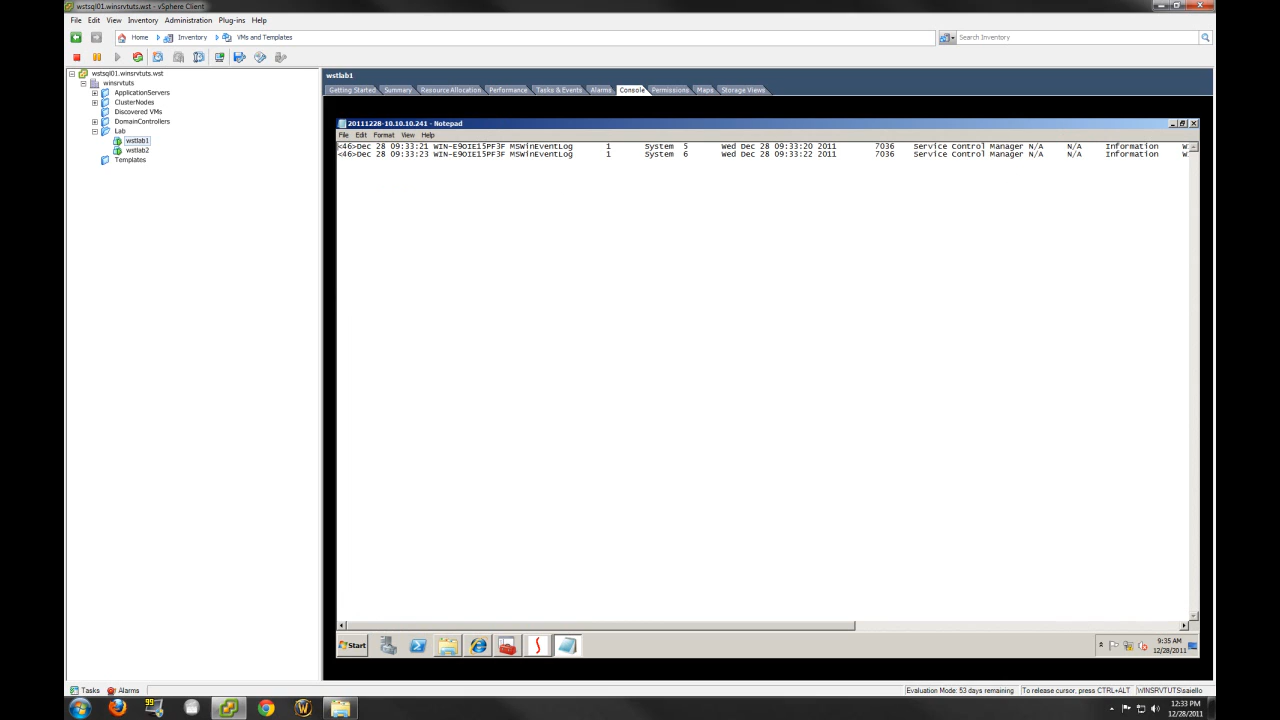 wstsql01.winsrvtuts.wst - vSphere Client
File Edit View Inventory Administration Plug-ins Help
Home Inventory VMs and Templates Search Inventory
wstsql01.winsrvtuts.wst
winsrvtuts
ApplicationServers
ClusterNodes
Discovered VMs
DomainControllers
Lab
wstlab1
wstlab2
Templates
wstlab1
Getting Started Summary Resource Allocation Performance Tasks & Events Alarms Console Permissions Maps Storage Views
20111228-10.10.10.241 - Notepad
File Edit Format View Help
<46>Dec 28 09:33:21 WIN-E9OIE15PF3F MSWinEventLog 1 System 5 Wed Dec 28 09:33:20 2011 7036 Service Control Manager N/A N/A Information W
<46>Dec 28 09:33:23 WIN-E9OIE15PF3F MSWinEventLog 1 System 6 Wed Dec 28 09:33:22 2011 7036 Service Control Manager N/A N/A Information W
Start
9:35 AM
12/28/2011
Tasks Alarms
Evaluation Mode: 53 days remaining To release cursor, press CTRL+ALT WINSRVTUTS\saiello
99
12:33 PM
12/28/2011